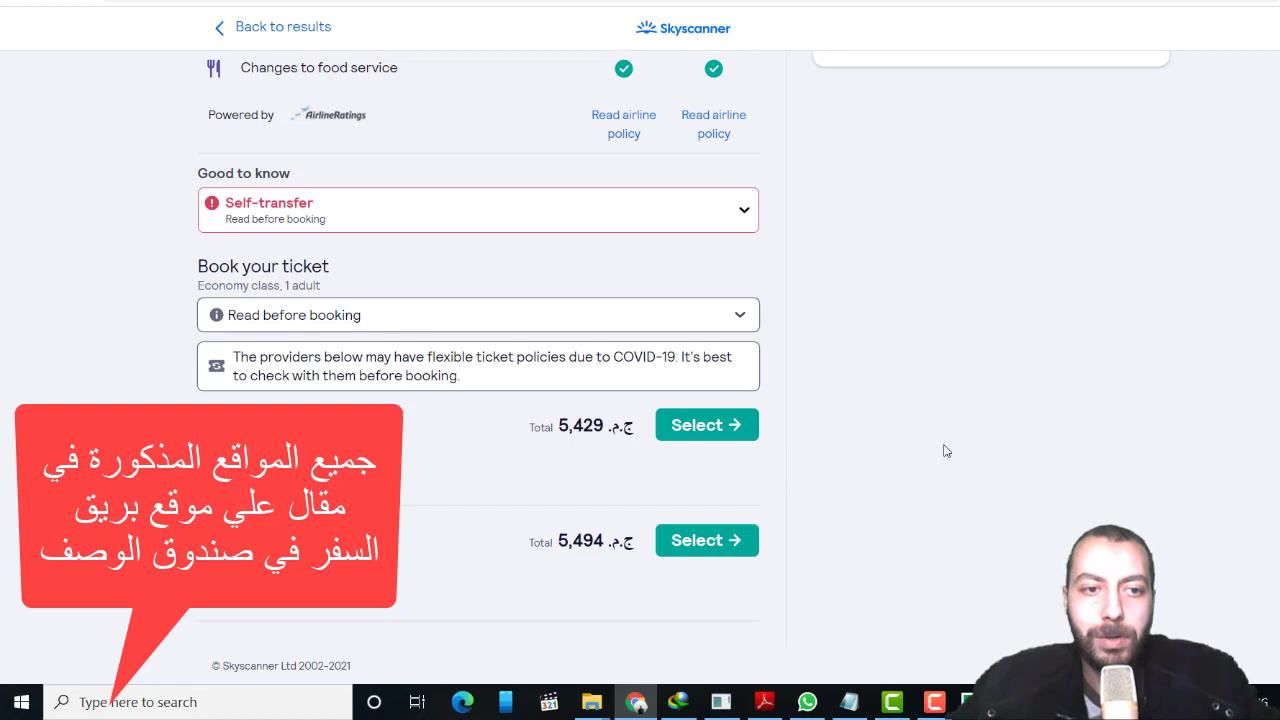 Back to results
Skyscanner
Changes to food service
Powered by
AirlineRatings
Read airline policy
Read airline policy
Good to know
Self-transfer
Read before booking
Book your ticket
Economy class, 1 adult
Read before booking
The providers below may have flexible ticket policies due to COVID-19. It's best
to check with them before booking.
Total 5,429 ج.م.
Select →
Total 5,494 ج.م.
Select →
جميع المواقع المذكورة في
مقال علي موقع بريق
السفر في صندوق الوصف
© Skyscanner Ltd 2002-2021
Type here to search